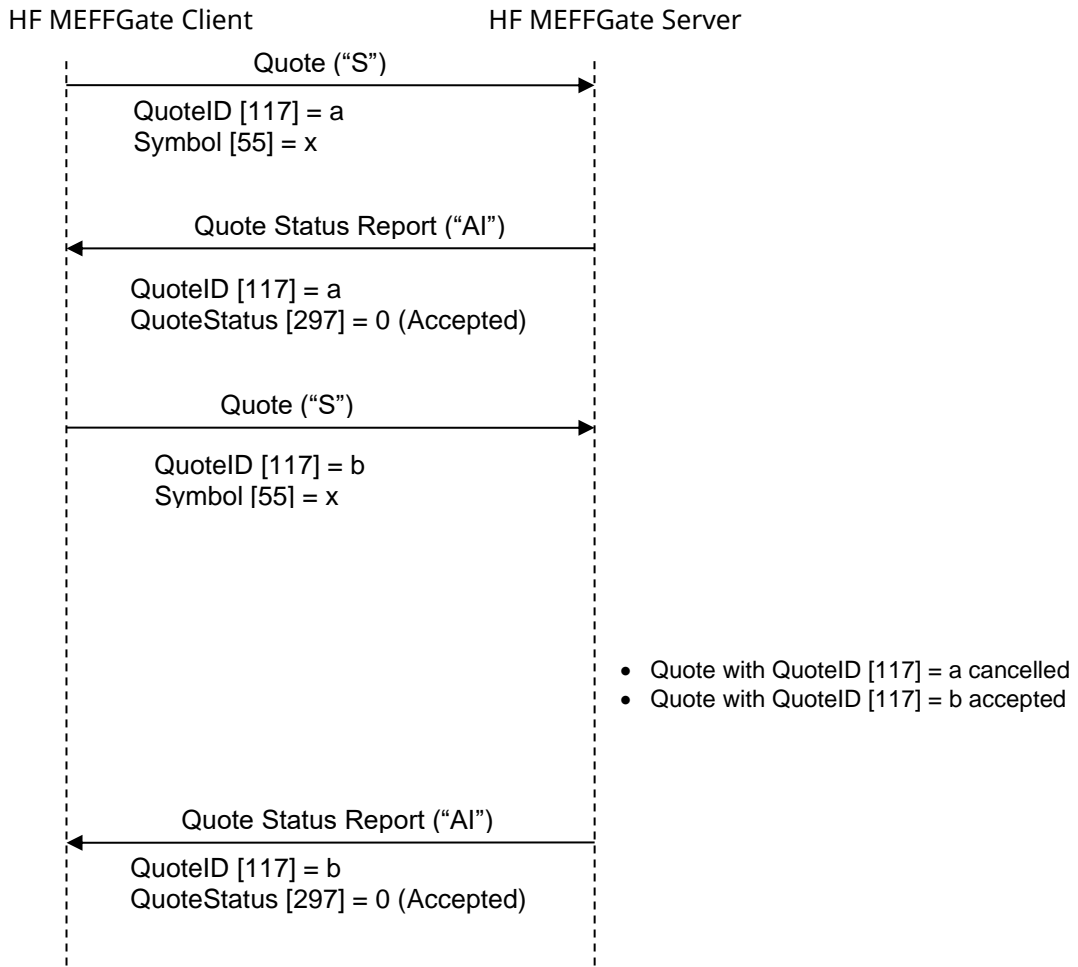 HF MEFFGate Client
HF MEFFGate Server
Quote (“S”)
QuoteID [117] = a
Symbol [55] = x
Quote Status Report (“AI”)
QuoteID [117] = a
QuoteStatus [297] = 0 (Accepted)
Quote (“S”)
QuoteID [117] = b
Symbol [55] = x
• Quote with QuoteID [117] = a cancelled
• Quote with QuoteID [117] = b accepted
Quote Status Report (“AI”)
QuoteID [117] = b
QuoteStatus [297] = 0 (Accepted)